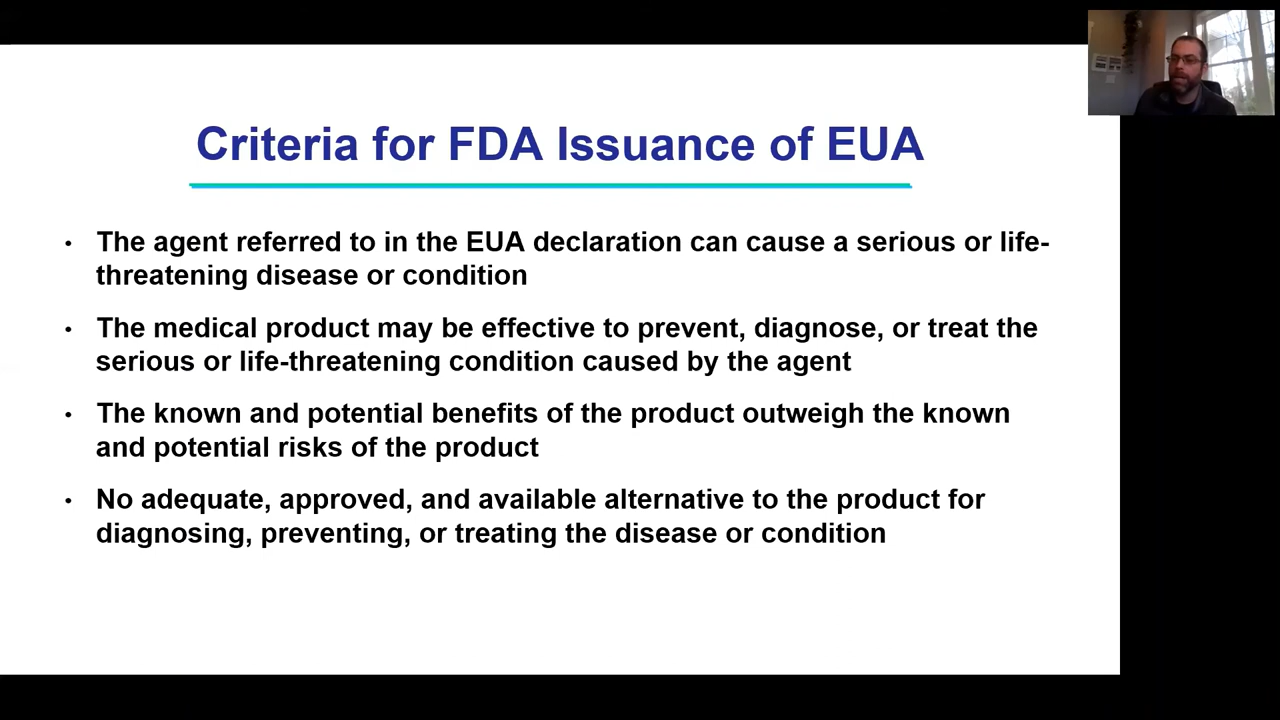 Criteria for FDA Issuance of EUA
• The agent referred to in the EUA declaration can cause a serious or life-
threatening disease or condition
• The medical product may be effective to prevent, diagnose, or treat the
serious or life-threatening condition caused by the agent
• The known and potential benefits of the product outweigh the known
and potential risks of the product
• No adequate, approved, and available alternative to the product for
diagnosing, preventing, or treating the disease or condition